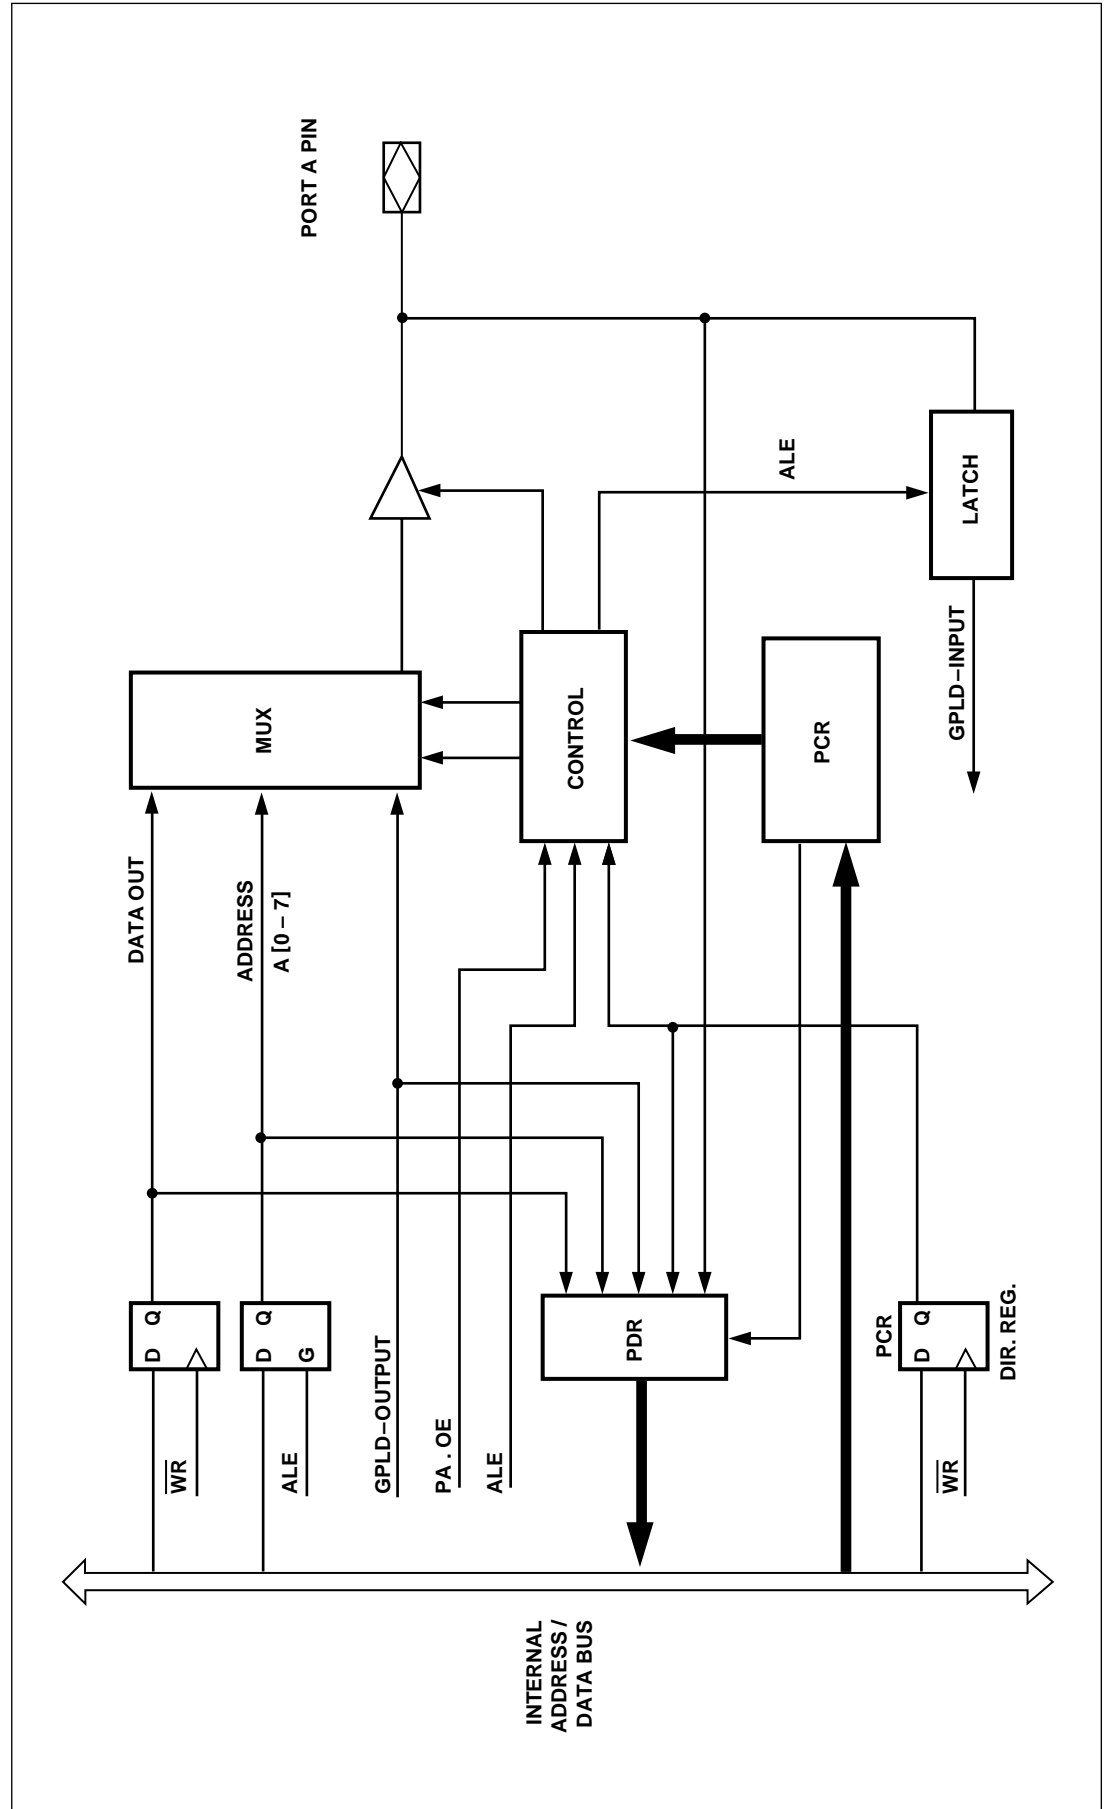 INTERNAL
ADDRESS /
DATA BUS
WR
D Q
DATA OUT
ALE
D Q
G
ADDRESS
A [0 – 7]
MUX
PORT A PIN
GPLD–OUTPUT
PA . OE
ALE
CONTROL
PDR
ALE
PCR
LATCH
GPLD–INPUT
WR
PCR
D Q
DIR. REG.